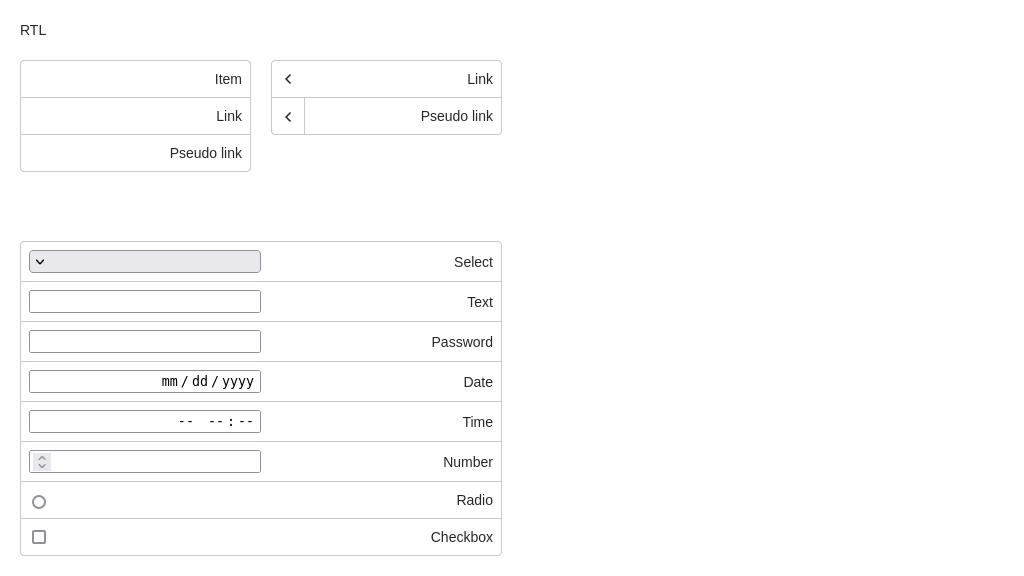 RTL
Item
Link
Pseudo link
Link
Pseudo link
Select
Text
Password
Date mm/dd/yyyy
Time -- --:--
Number
Radio
Checkbox